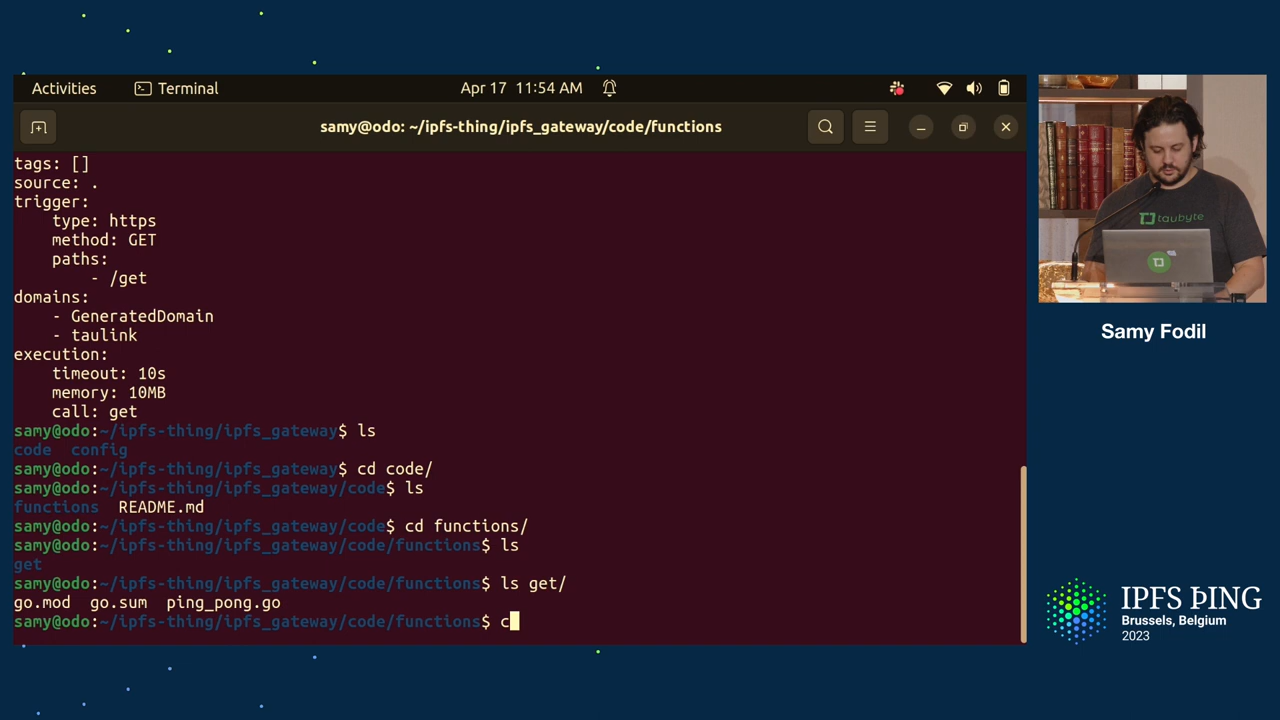 Activities
Terminal
Apr 17 11:54 AM
samy@odo: ~/ipfs-thing/ipfs_gateway/code/functions
tags: []
source: .
trigger:
type: https
method: GET
paths:
- /get
domains:
- GeneratedDomain
- taulink
execution:
timeout: 10s
memory: 10MB
call: get
samy@odo:~/ipfs-thing/ipfs_gateway$ ls
code config
samy@odo:~/ipfs-thing/ipfs_gateway$ cd code/
samy@odo:~/ipfs-thing/ipfs_gateway/code$ ls
functions README.md
samy@odo:~/ipfs-thing/ipfs_gateway/code$ cd functions/
samy@odo:~/ipfs-thing/ipfs_gateway/code/functions$ ls
get
samy@odo:~/ipfs-thing/ipfs_gateway/code/functions$ ls get/
go.mod go.sum ping_pong.go
samy@odo:~/ipfs-thing/ipfs_gateway/code/functions$ c
taubyte
Samy Fodil
IPFS ÞING
Brussels, Belgium
2023